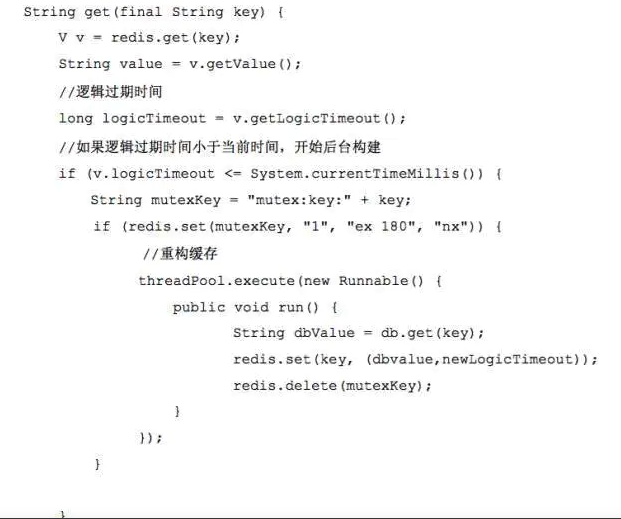 String get(final String key) {
V v = redis.get(key);
String value = v.getValue();
//逻辑过期时间
long logicTimeout = v.getLogicTimeout();
//如果逻辑过期时间小于当前时间，开始后台构建
if (v.logicTimeout <= System.currentTimeMillis()) {
String mutexKey = "mutex:key:" + key;
if (redis.set(mutexKey, "1", "ex 180", "nx")) {
//重构缓存
threadPool.execute(new Runnable() {
public void run() {
String dbValue = db.get(key);
redis.set(key, (dbvalue,newLogicTimeout));
redis.delete(mutexKey);
}
});
}
}